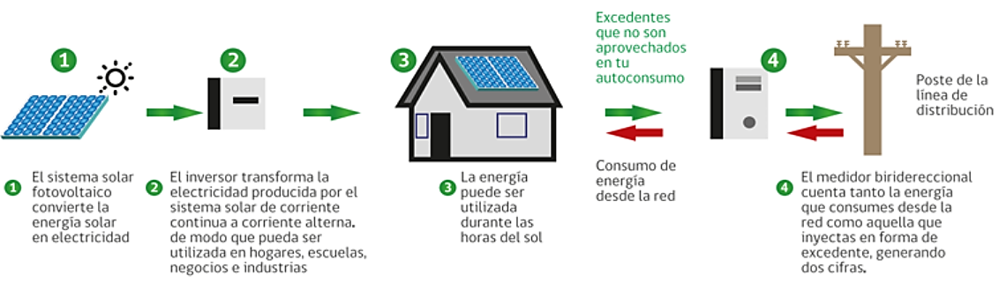 1
2
3
4
Excedentes
que no son
aprovechados
en tu
autoconsumo
Consumo de
energía
desde la red
Poste de la
línea de
distribución
1 El sistema solar
fotovoltaico
convierte la
energía solar
en electricidad
2 El inversor transforma la
electricidad producida por el
sistema solar de corriente
continua a corriente alterna.
de modo que pueda ser
utilizada en hogares, escuelas,
negocios e industrias
3 La energía
puede ser
utilizada
durante las
horas del sol
4 El medidor biridereccional
cuenta tanto la energía
que consumes desde la
red como aquella que
inyectas en forma de
excedente, generando
dos cifras.